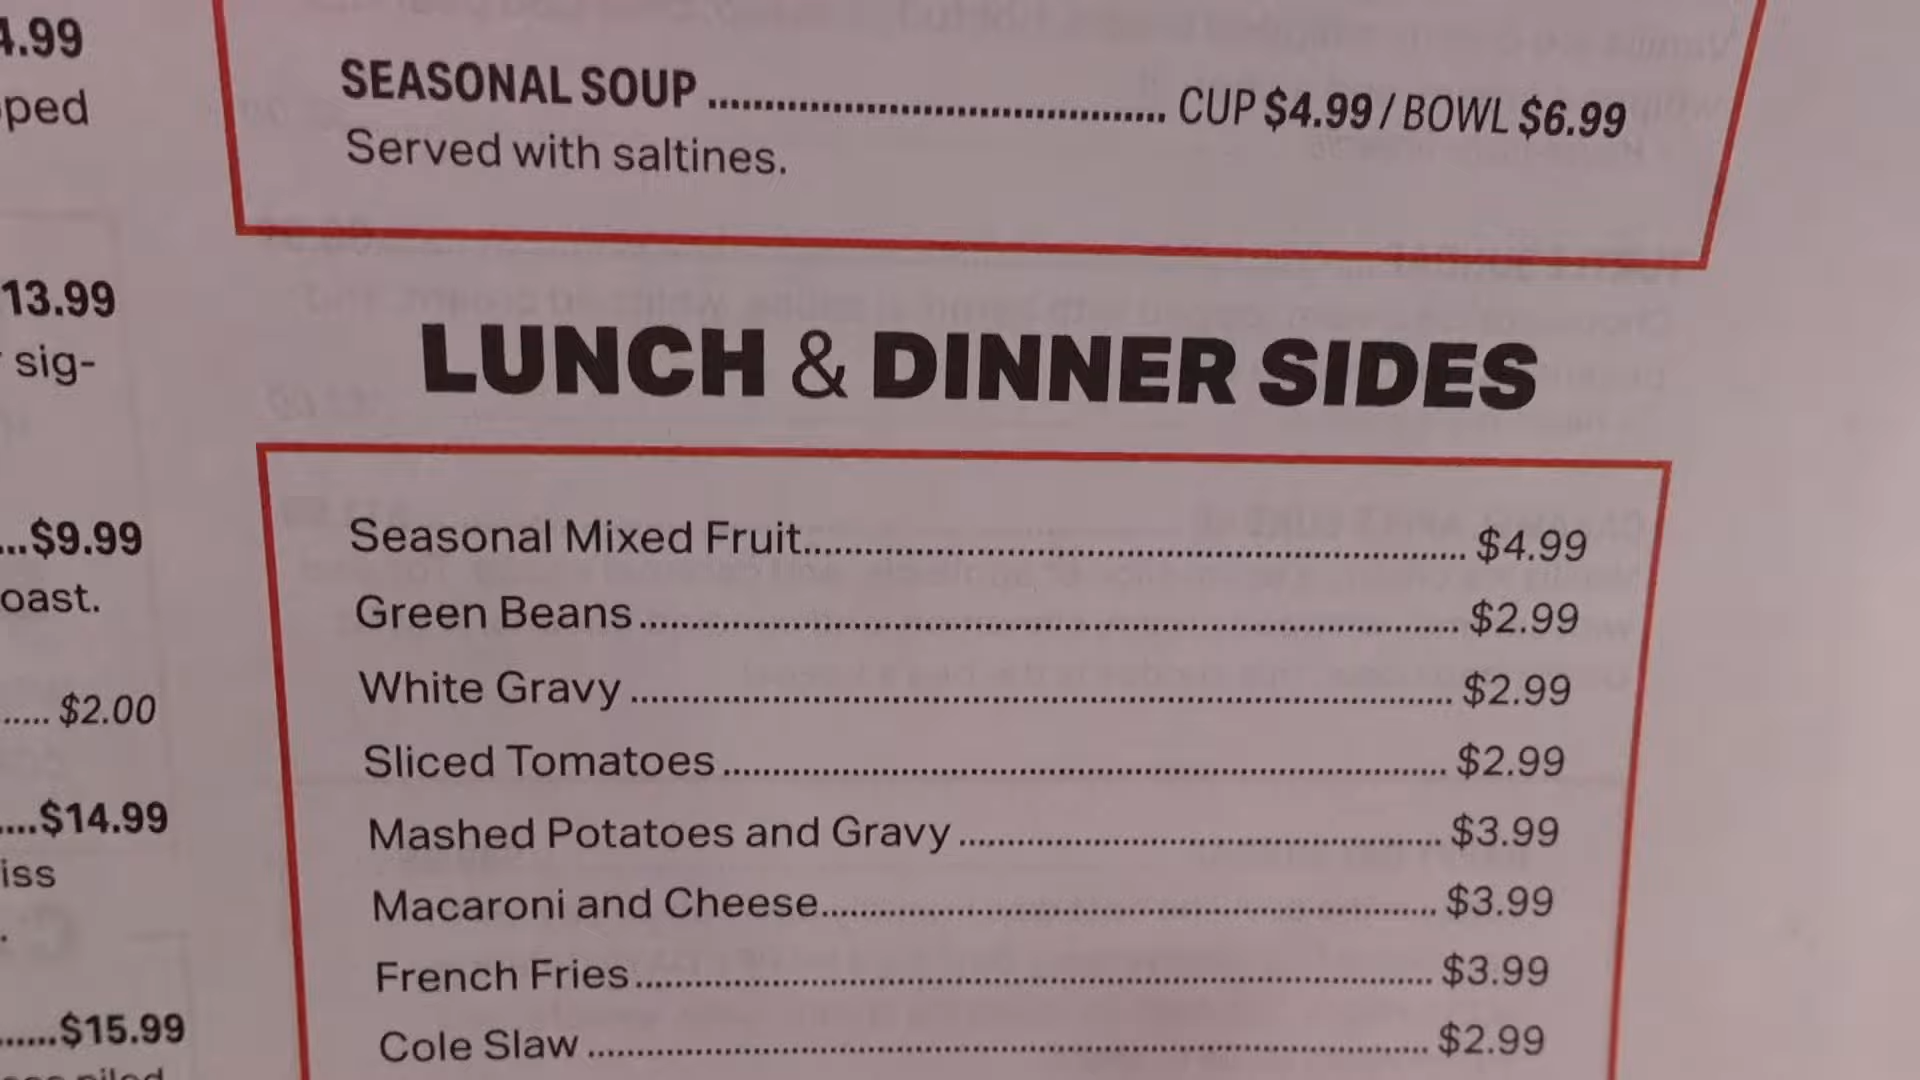 4.99
pped
13.99
sig-
...$9.99
oast.
..... $2.00
....$14.99
iss
.
......$15.99
piled
SEASONAL SOUP ........................................ CUP $4.99 / BOWL $6.99
Served with saltines.
LUNCH & DINNER SIDES
Seasonal Mixed Fruit........................................ $4.99
Green Beans........................................ $2.99
White Gravy ........................................ $2.99
Sliced Tomatoes........................................ $2.99
Mashed Potatoes and Gravy ........................................ $3.99
Macaroni and Cheese........................................ $3.99
French Fries........................................ $3.99
Cole Slaw ........................................ $2.99